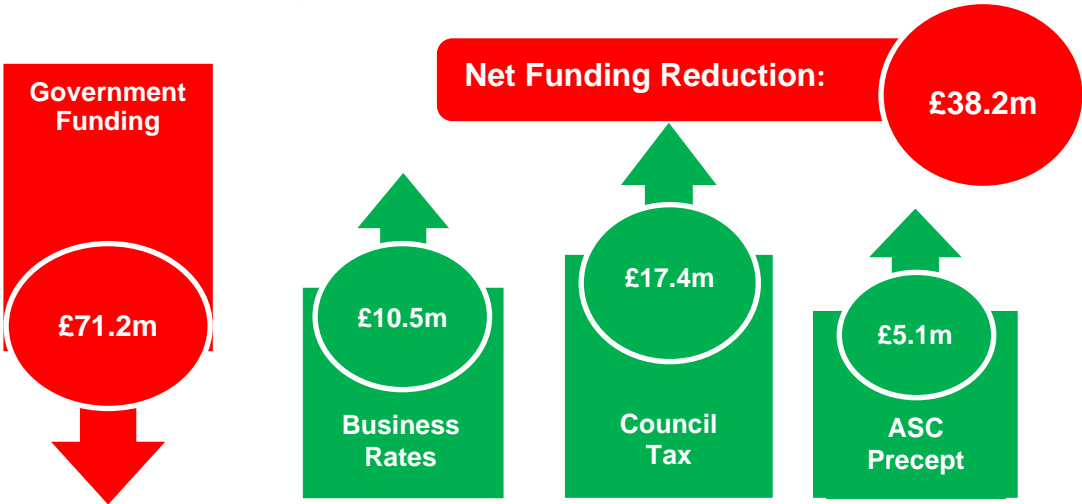 Net Funding Reduction:
£38.2m
Government
Funding
£71.2m
£10.5m
Business
Rates
£17.4m
Council
Tax
£5.1m
ASC
Precept